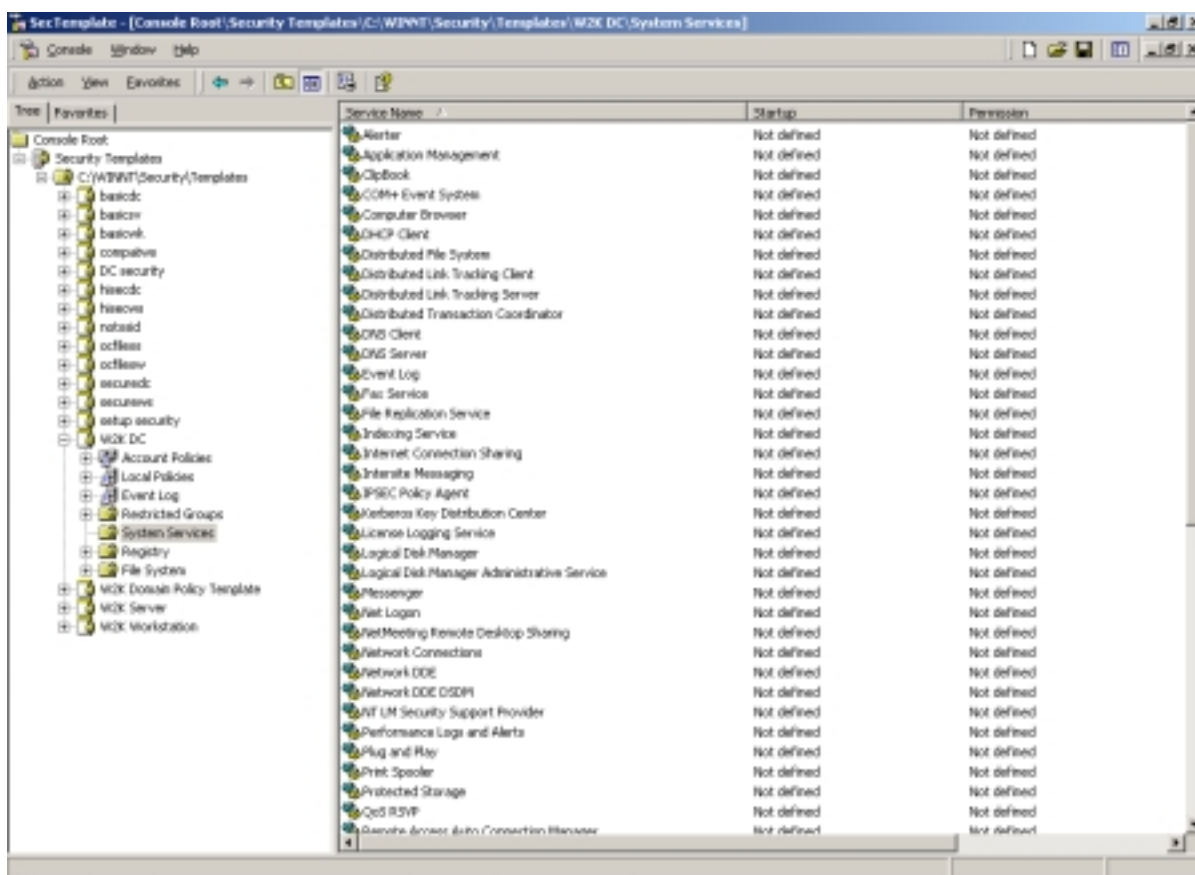 SecTemplate - [Console Root\Security Templates\C:\WINNT\Security\Templates\W2K DC\System Services]
Console Window Help
Action View Favorites
Tree Favorites
Console Root
Security Templates
C:\WINNT\Security\Templates
basicdc
basicsv
basicwk
compatws
DC security
hisecdc
hisecws
notssid
ocfiless
ocfilesw
securedc
securews
setup security
W2K DC
Account Policies
Local Policies
Event Log
Restricted Groups
System Services
Registry
File System
W2K Domain Policy Template
W2K Server
W2K Workstation
Service Name Startup Permission
Alerter Not defined Not defined
Application Management Not defined Not defined
ClipBook Not defined Not defined
COM+ Event System Not defined Not defined
Computer Browser Not defined Not defined
DHCP Client Not defined Not defined
Distributed File System Not defined Not defined
Distributed Link Tracking Client Not defined Not defined
Distributed Link Tracking Server Not defined Not defined
Distributed Transaction Coordinator Not defined Not defined
DNS Client Not defined Not defined
DNS Server Not defined Not defined
Event Log Not defined Not defined
Fax Service Not defined Not defined
File Replication Service Not defined Not defined
Indexing Service Not defined Not defined
Internet Connection Sharing Not defined Not defined
Intersite Messaging Not defined Not defined
IPSEC Policy Agent Not defined Not defined
Kerberos Key Distribution Center Not defined Not defined
License Logging Service Not defined Not defined
Logical Disk Manager Not defined Not defined
Logical Disk Manager Administrative Service Not defined Not defined
Messenger Not defined Not defined
Net Logon Not defined Not defined
NetMeeting Remote Desktop Sharing Not defined Not defined
Network Connections Not defined Not defined
Network DDE Not defined Not defined
Network DDE DSDM Not defined Not defined
NT LM Security Support Provider Not defined Not defined
Performance Logs and Alerts Not defined Not defined
Plug and Play Not defined Not defined
Print Spooler Not defined Not defined
Protected Storage Not defined Not defined
QoS RSVP Not defined Not defined
Remote Access Auto Connection Manager Not defined Not defined